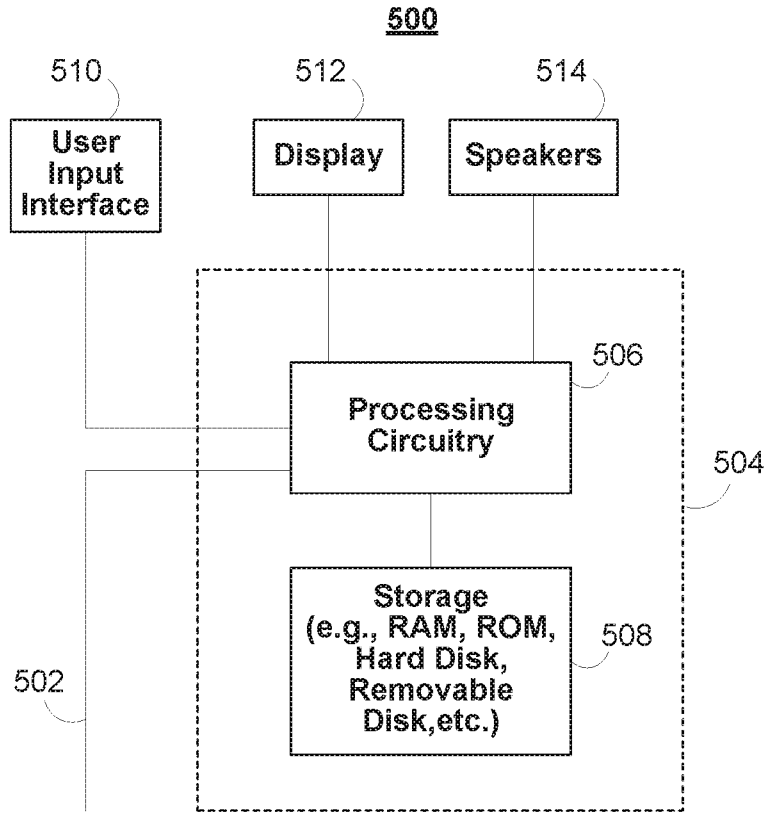 500
510
512
514
User
Input
Interface
Display
Speakers
506
Processing
Circuitry
504
Storage
(e.g., RAM, ROM,
Hard Disk,
Removable
Disk,etc.)
508
502